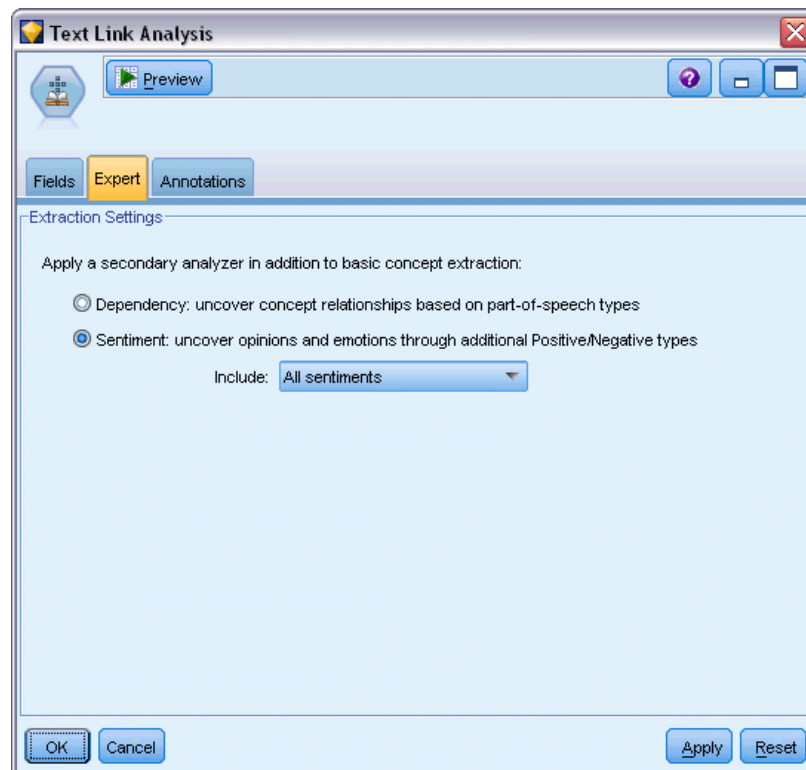 Text Link Analysis
Preview
?
Fields Expert Annotations
Extraction Settings
Apply a secondary analyzer in addition to basic concept extraction:
Dependency: uncover concept relationships based on part-of-speech types
Sentiment: uncover opinions and emotions through additional Positive/Negative types
Include: All sentiments
OK Cancel Apply Reset